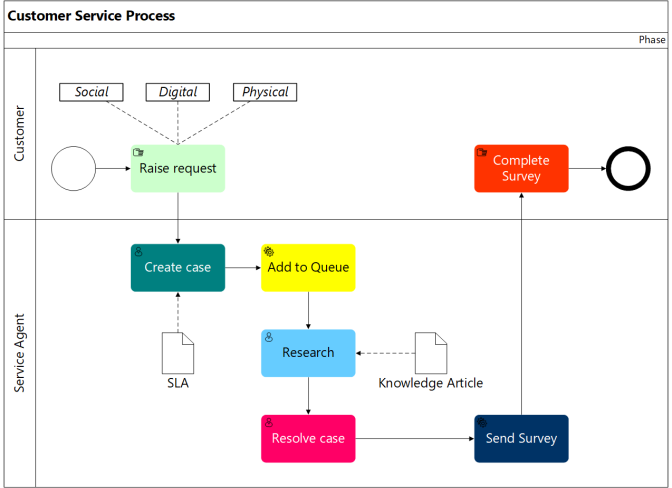 Customer Service Process
Phase
Customer
Social
Digital
Physical
Raise request
Complete
Survey
Service Agent
Create case
Add to Queue
SLA
Research
Knowledge Article
Resolve case
Send Survey